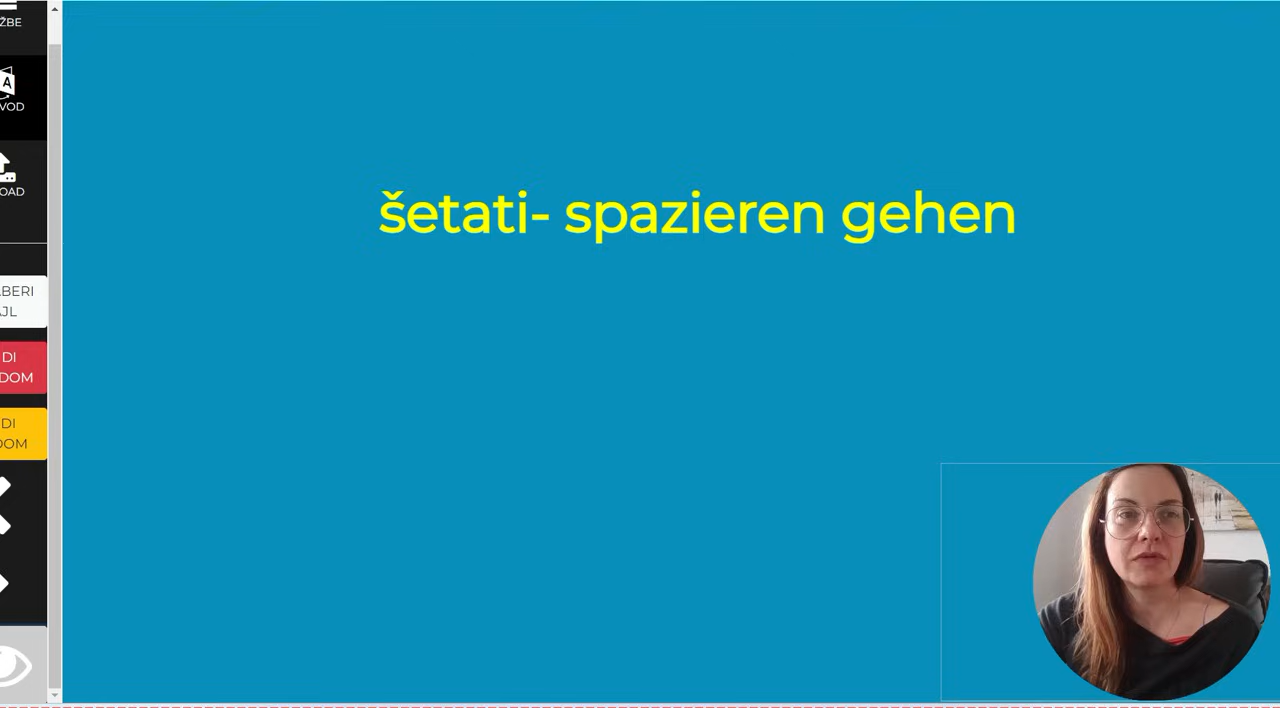 ŽBE
A
VOD
OAD
BERI
JL
DI
DOM
DI
DOM
šetati- spazieren gehen